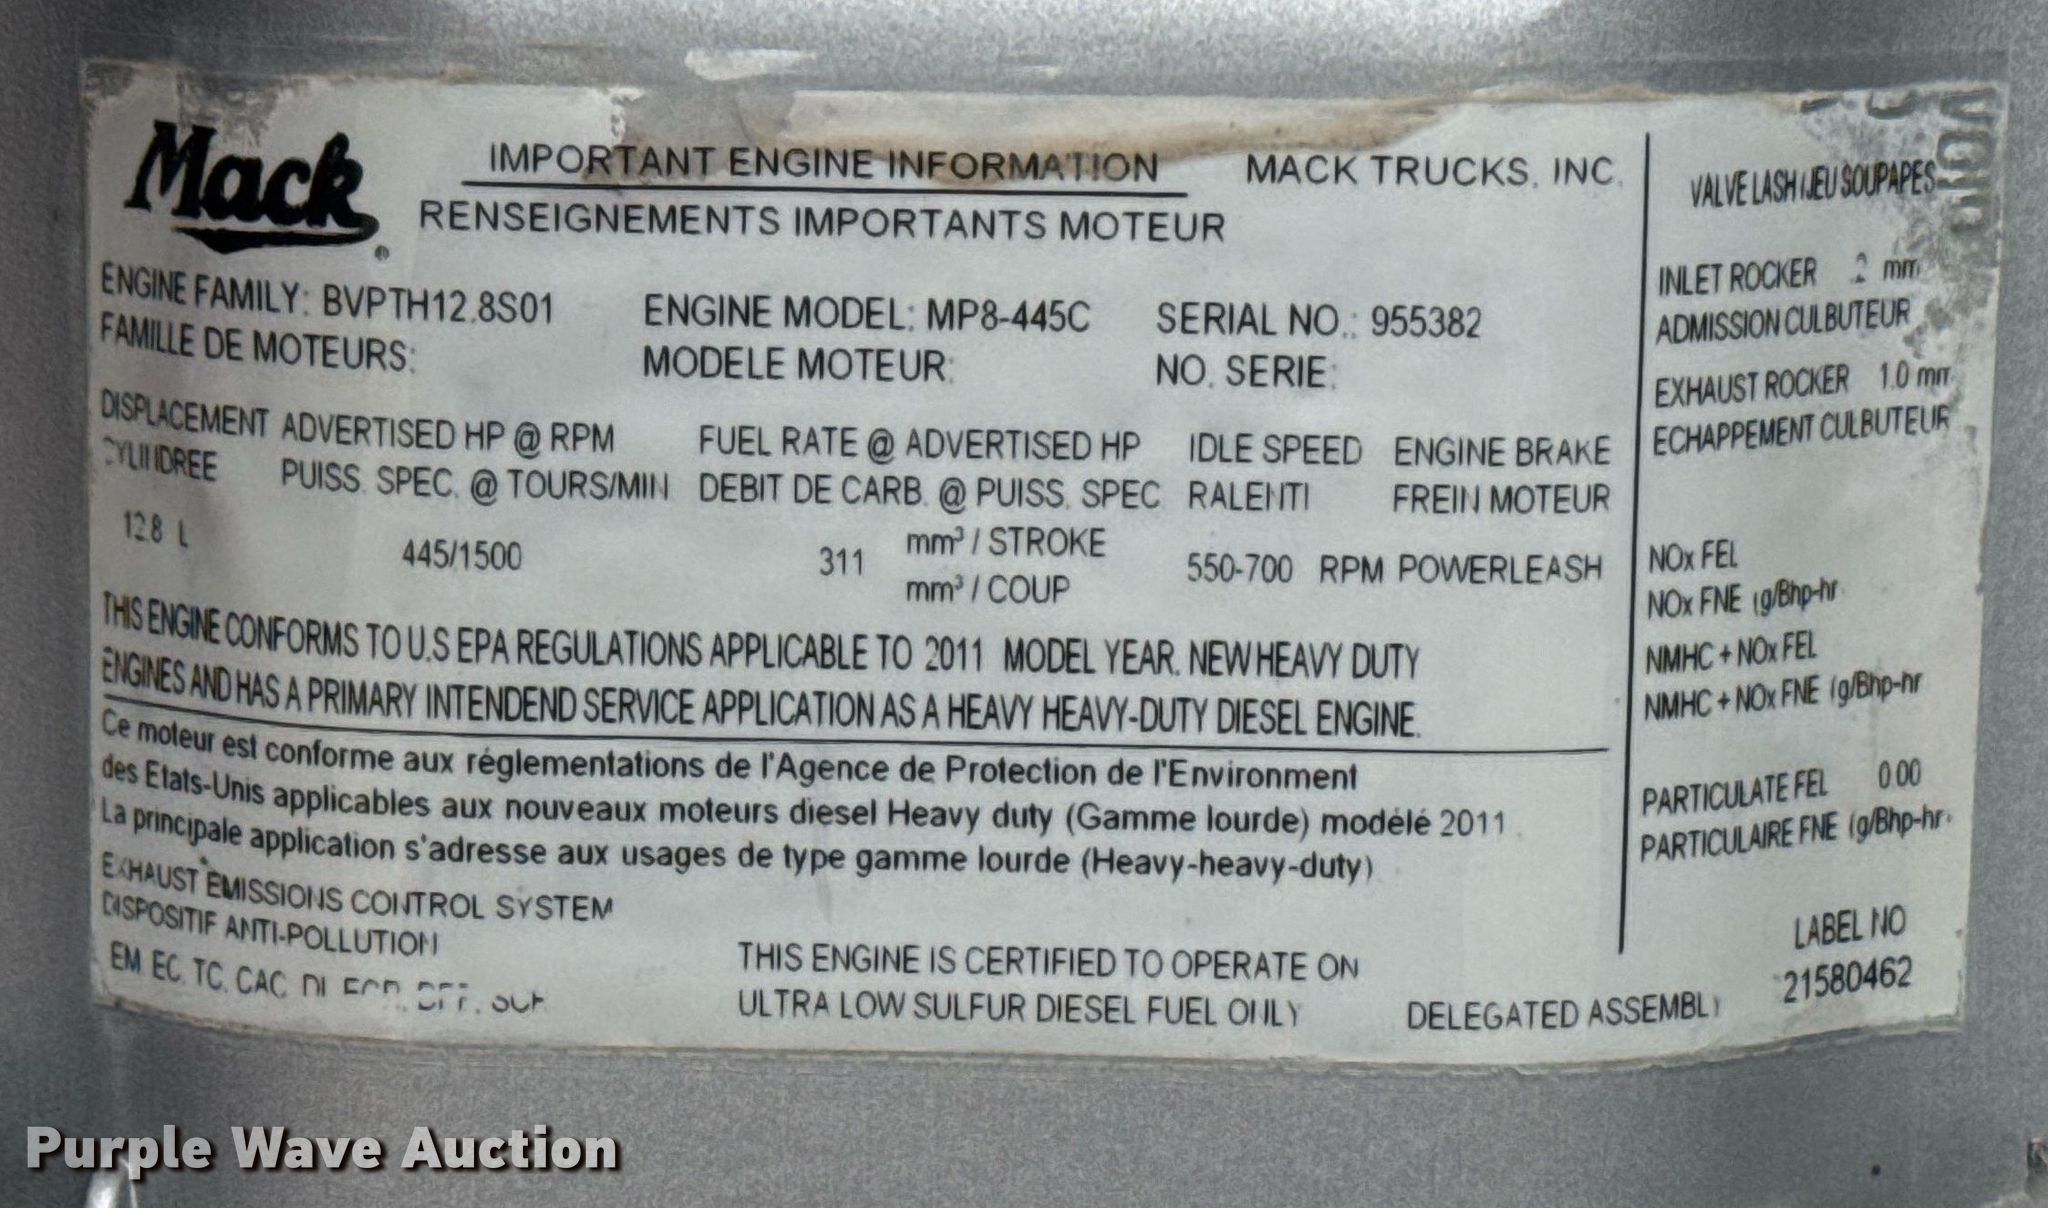 Mack
®
IMPORTANT ENGINE INFORMATION
RENSEIGNEMENTS IMPORTANTS MOTEUR
MACK TRUCKS, INC.
ENGINE FAMILY: BVPTH12.8S01
FAMILLE DE MOTEURS:
ENGINE MODEL: MP8-445C
MODELE MOTEUR:
SERIAL NO.: 955382
NO. SERIE:
DISPLACEMENT
CYLINDREE
12.8 L
ADVERTISED HP @ RPM
PUISS. SPEC. @ TOURS/MIN
445/1500
FUEL RATE @ ADVERTISED HP
DEBIT DE CARB. @ PUISS. SPEC
311 mm³ / STROKE
mm³ / COUP
IDLE SPEED
RALENTI
550-700 RPM
ENGINE BRAKE
FREIN MOTEUR
POWERLEASH
THIS ENGINE CONFORMS TO U.S EPA REGULATIONS APPLICABLE TO 2011 MODEL YEAR. NEW HEAVY DUTY
ENGINES AND HAS A PRIMARY INTENDEND SERVICE APPLICATION AS A HEAVY HEAVY-DUTY DIESEL ENGINE.
Ce moteur est conforme aux réglementations de l'Agence de Protection de l'Environment
des Etats-Unis applicables aux nouveaux moteurs diesel Heavy duty (Gamme lourde) modélé 2011
La principale application s'adresse aux usages de type gamme lourde (Heavy-heavy-duty)
EXHAUST EMISSIONS CONTROL SYSTEM
DISPOSITIF ANTI-POLLUTION
EM EC, TC, CAC,
THIS ENGINE IS CERTIFIED TO OPERATE ON
ULTRA LOW SULFUR DIESEL FUEL ONLY
DELEGATED ASSEMBLY
VALVE LASH / JEU SOUPAPES
INLET ROCKER mm
ADMISSION CULBUTEUR
EXHAUST ROCKER 1.0 mm
ECHAPPEMENT CULBUTEUR
NOx FEL
NOx FNE (g/Bhp-hr
NMHC + NOx FEL
NMHC + NOx FNE (g/Bhp-hr
PARTICULATE FEL 0.00
PARTICULAIRE FNE (g/Bhp-hr
LABEL NO
21580462
Purple Wave Auction